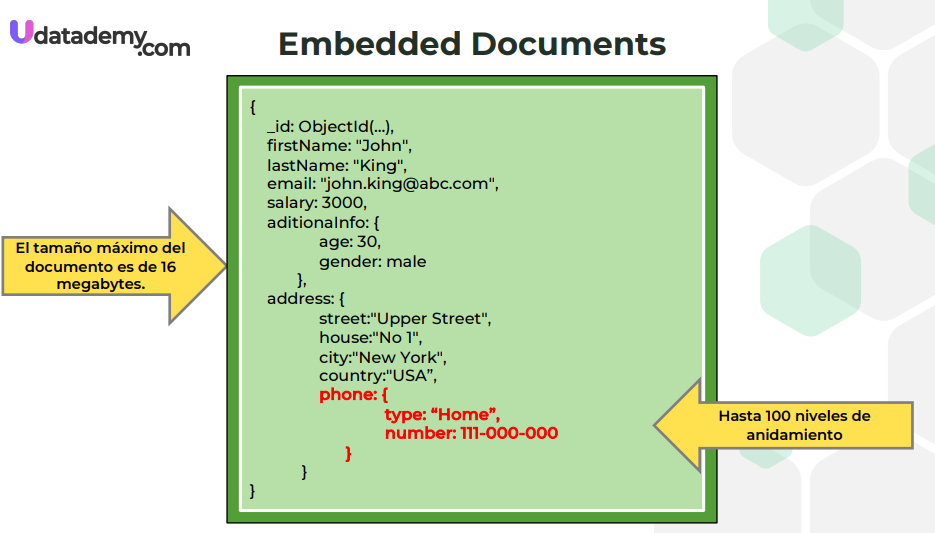 Udatademy.com
Embedded Documents
{
_id: ObjectId(...),
firstName: "John",
lastName: "King",
email: "john.king@abc.com",
salary: 3000,
aditionalInfo: {
age: 30,
gender: male
},
address: {
street:"Upper Street",
house:"No 1",
city:"New York",
country:"USA”,
phone: {
type: “Home”,
number: 111-000-000
}
}
}
El tamaño máximo del
documento es de 16
megabytes.
Hasta 100 niveles de
anidamiento